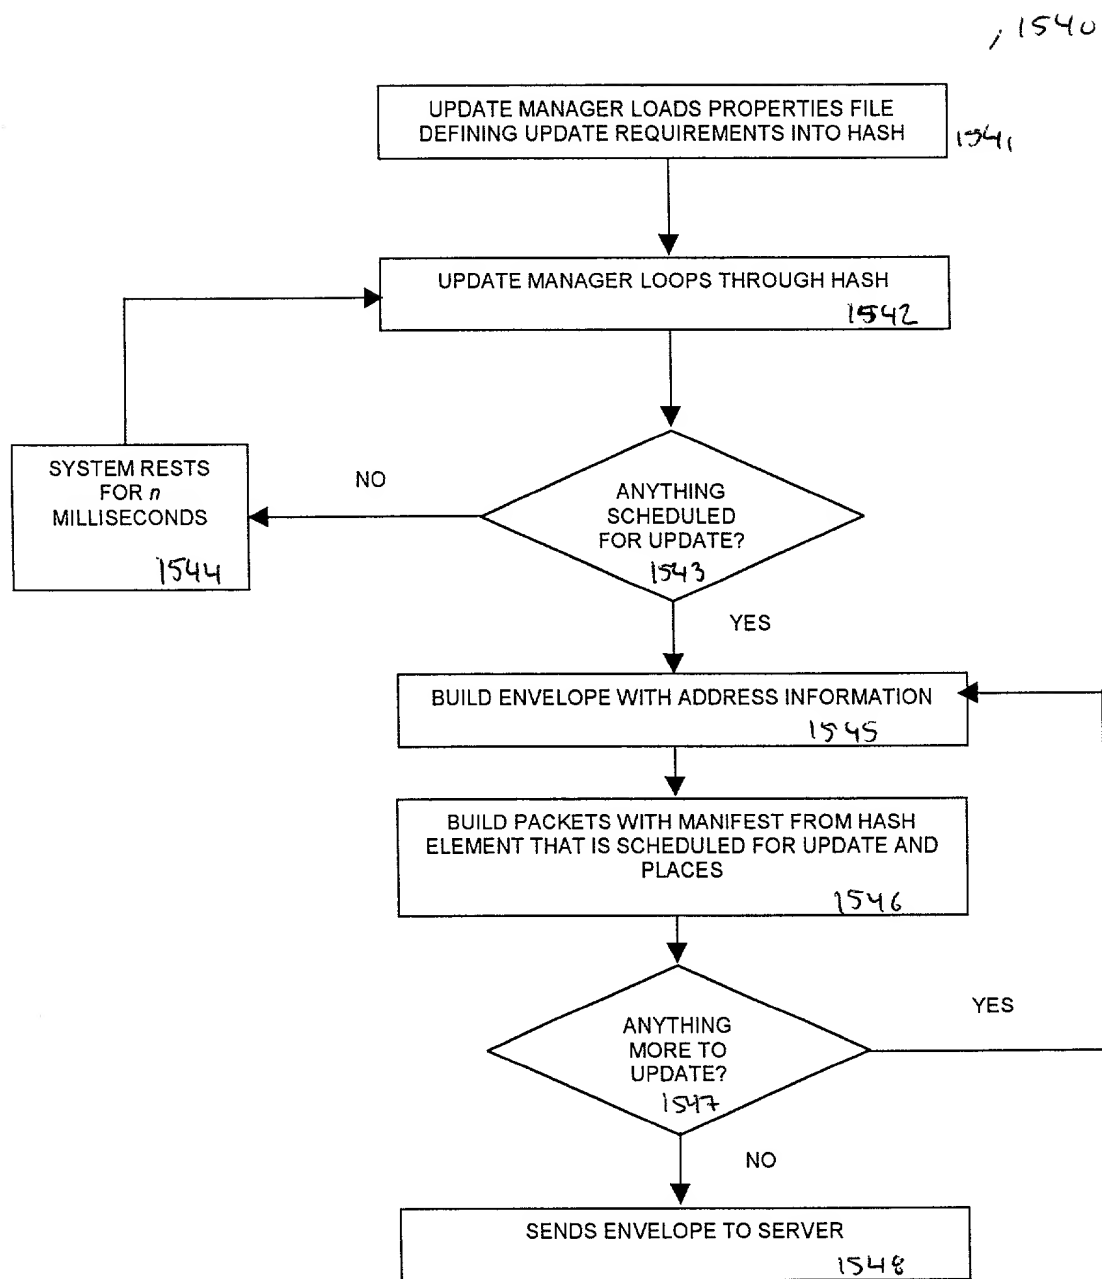 1540
UPDATE MANAGER LOADS PROPERTIES FILE
DEFINING UPDATE REQUIREMENTS INTO HASH
1541
UPDATE MANAGER LOOPS THROUGH HASH
1542
SYSTEM RESTS
FOR n
MILLISECONDS
1544
NO
ANYTHING
SCHEDULED
FOR UPDATE?
1543
YES
BUILD ENVELOPE WITH ADDRESS INFORMATION
1545
BUILD PACKETS WITH MANIFEST FROM HASH
ELEMENT THAT IS SCHEDULED FOR UPDATE AND
PLACES
1546
YES
ANYTHING
MORE TO
UPDATE?
1547
NO
SENDS ENVELOPE TO SERVER
1548